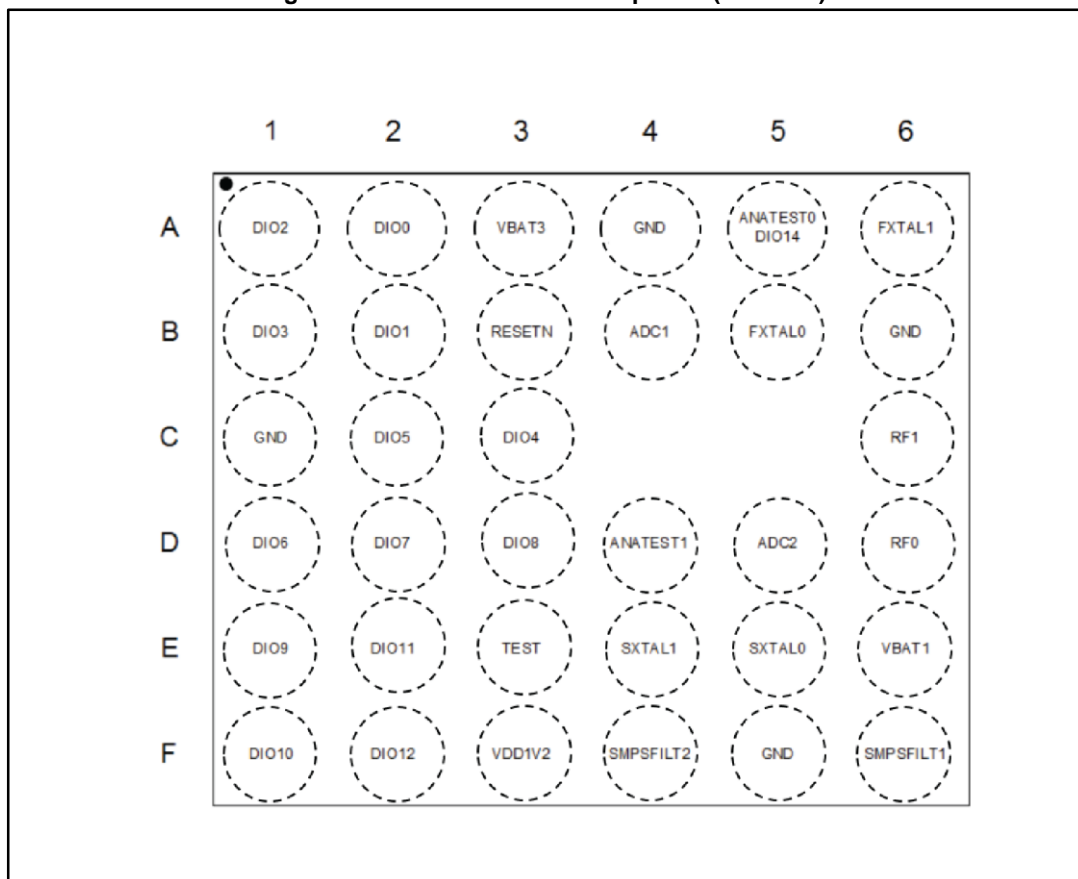 1 2 3 4 5 6
A DIO2 DIO0 VBAT3 GND ANATEST0 FXTAL1
DIO14
B DIO3 DIO1 RESETN ADC1 FXTAL0 GND
C GND DIO5 DIO4 RF1
D DIO6 DIO7 DIO8 ANATEST1 ADC2 RF0
E DIO9 DIO11 TEST SXTAL1 SXTAL0 VBAT1
F DIO10 DIO12 VDD1V2 SMPSFILT2 GND SMPSFILT1